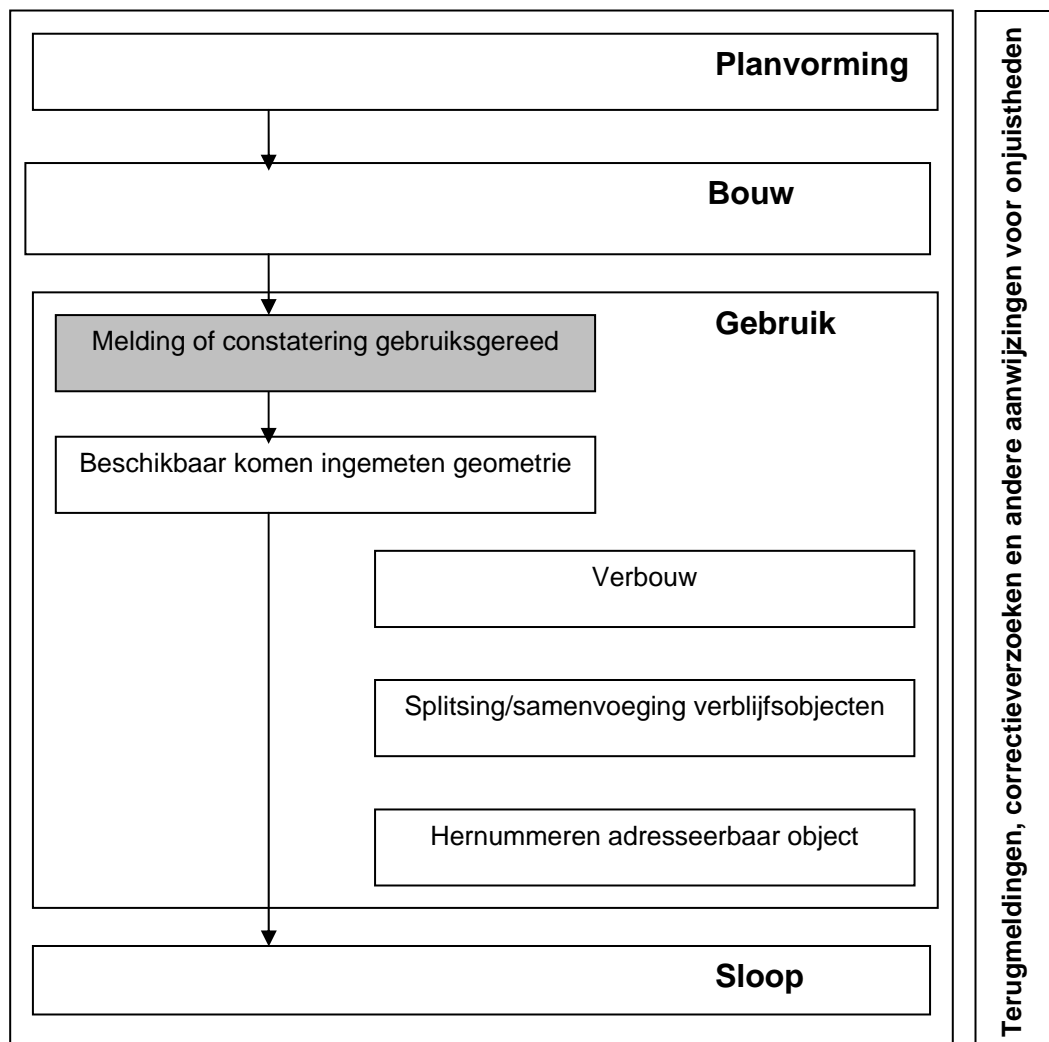 Planvorming
Bouw
Gebruik
Melding of constatering gebruiksgereed
Beschikbaar komen ingemeten geometrie
Verbouw
Splitsing/samenvoeging verblijfsobjecten
Hernummeren adresseerbaar object
Sloop
Terugmeldingen, correctieverzoeken en andere aanwijzingen voor onjuistheden